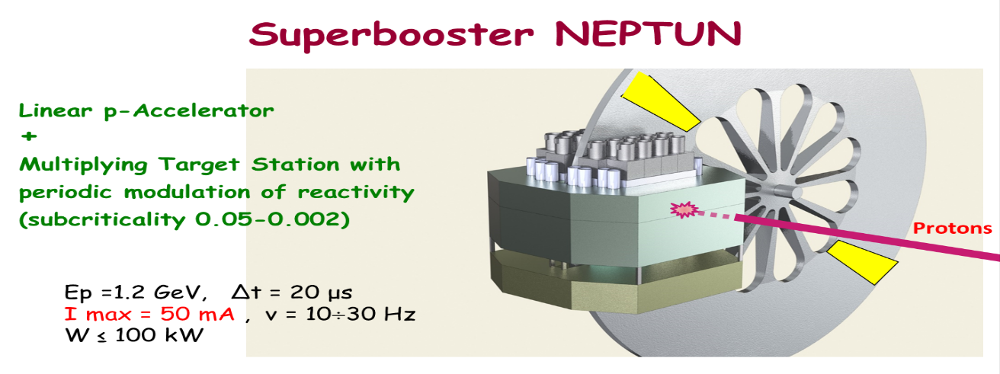 Superbooster NEPTUN
Linear p-Accelerator
+
Multiplying Target Station with
periodic modulation of reactivity
(subcriticality 0.05-0.002)
Protons
Ep =1.2 GeV, Δt = 20 µs
I max = 50 mA , ν = 10÷30 Hz
W ≤ 100 kW